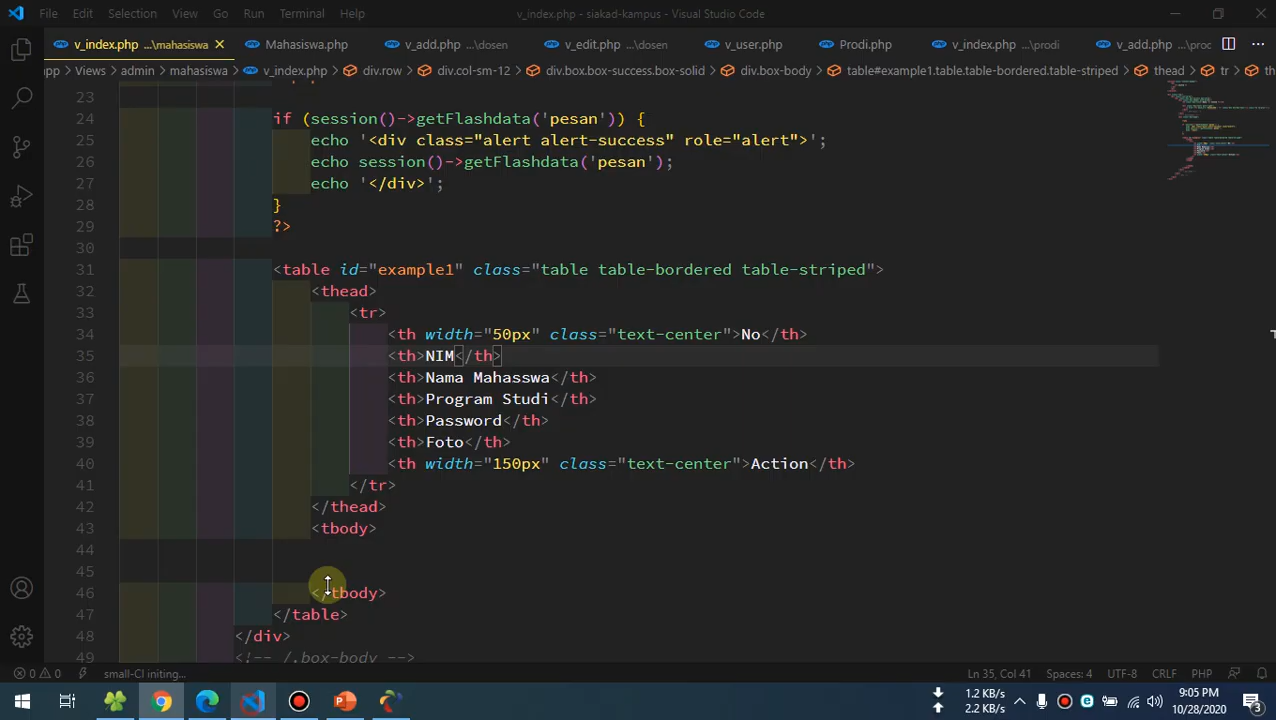 File Edit Selection View Go Run Terminal Help v_index.php - siakad-kampus - Visual Studio Code
v_index.php ...\mahasiswa Mahasiswa.php v_add.php ...\dosen v_edit.php ...\dosen v_user.php Prodi.php v_index.php ...\prodi v_add.php ...\proc
app > Views > admin > mahasiswa > v_index.php > div.row > div.col-sm-12 > div.box.box-success.box-solid > div.box-body > table#example1.table.table-bordered.table-striped > thead > tr > th
23
24 if (session()->getFlashdata('pesan')) {
25 echo '<div class="alert alert-success" role="alert">';
26 echo session()->getFlashdata('pesan');
27 echo '</div>';
28 }
29 ?>
30
31 <table id="example1" class="table table-bordered table-striped">
32 <thead>
33 <tr>
34 <th width="50px" class="text-center">No</th>
35 <th>NIM</th>
36 <th>Nama Mahasswa</th>
37 <th>Program Studi</th>
38 <th>Password</th>
39 <th>Foto</th>
40 <th width="150px" class="text-center">Action</th>
41 </tr>
42 </thead>
43 <tbody>
44
45
46 </tbody>
47 </table>
48 </div>
49 <!-- /.box-body -->
0 0 small-CI initing... Ln 35, Col 41 Spaces: 4 UTF-8 CRLF PHP
1.2 KB/s 9:05 PM
2.2 KB/s 10/28/2020 3